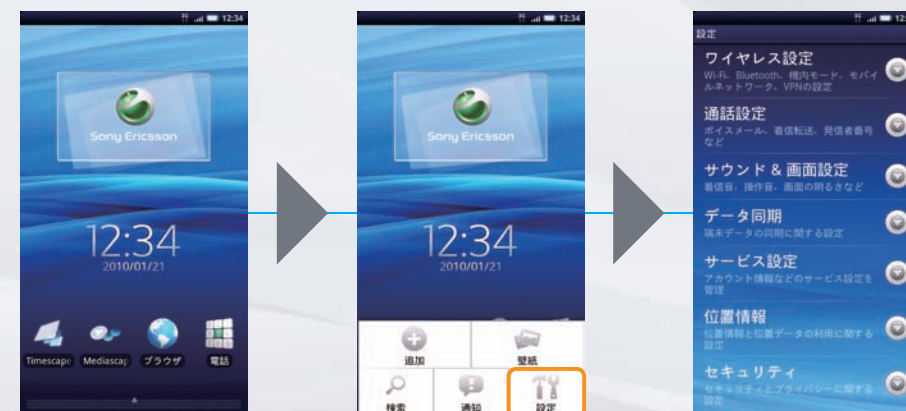 12:34
Sony Ericsson
12:34
2010/01/21
Timescape Mediascap ブラウザ 電話
12:34
Sony Ericsson
12:34
2010/01/21
追加 壁紙
検索 通知 設定
12:
設定
ワイヤレス設定
Wi-Fi、Bluetooth、機内モード、モバイ
ルネットワーク、VPNの設定
通話設定
ボイスメール、着信転送、発信者番号
など
サウンド & 画面設定
着信音、操作音、画面の明るさなど
データ同期
端末データの同期に関する設定
サービス設定
アカウント情報などのサービス設定を
管理
位置情報
位置情報と位置データの利用に関する
設定
セキュリティ
セキュリティとプライバシーに関する
設定